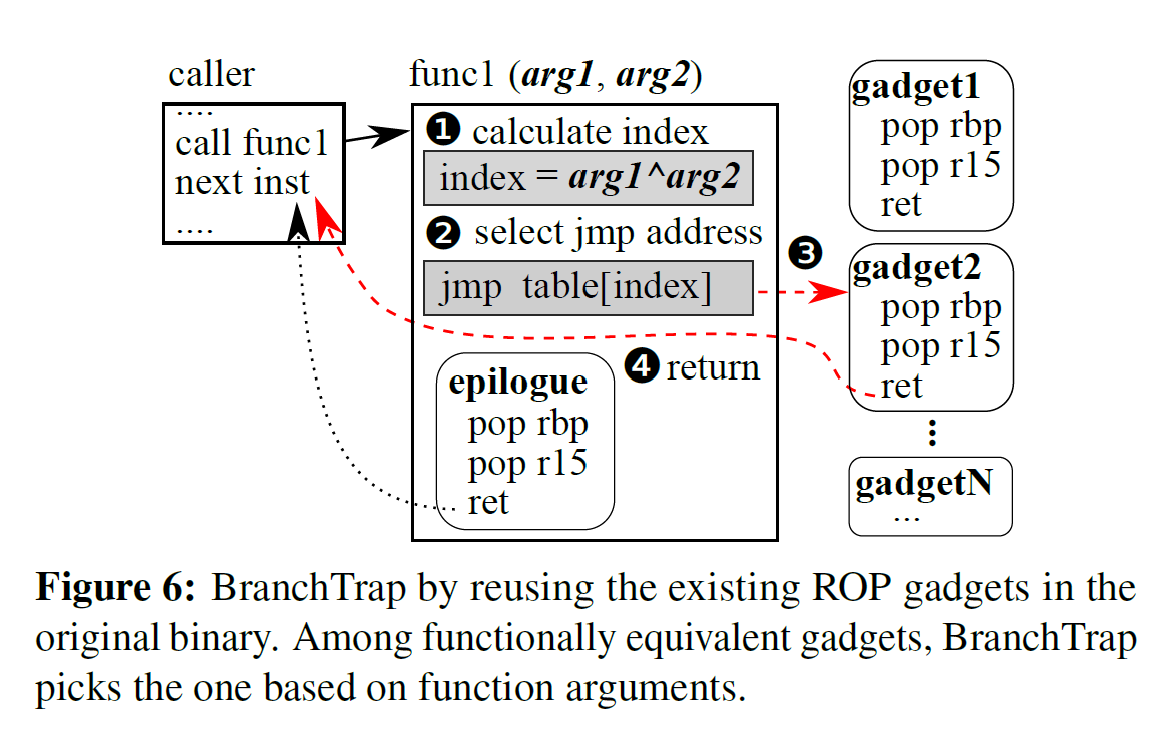 caller
....
call func1
next inst
....
func1 (arg1, arg2)
❶ calculate index
index = arg1^arg2
❷ select jmp address
jmp table[index]
❸
❹ return
epilogue
pop rbp
pop r15
ret
gadget1
pop rbp
pop r15
ret
gadget2
pop rbp
pop r15
ret
⋮
gadgetN
...
Figure 6: BranchTrap by reusing the existing ROP gadgets in the
original binary. Among functionally equivalent gadgets, BranchTrap
picks the one based on function arguments.